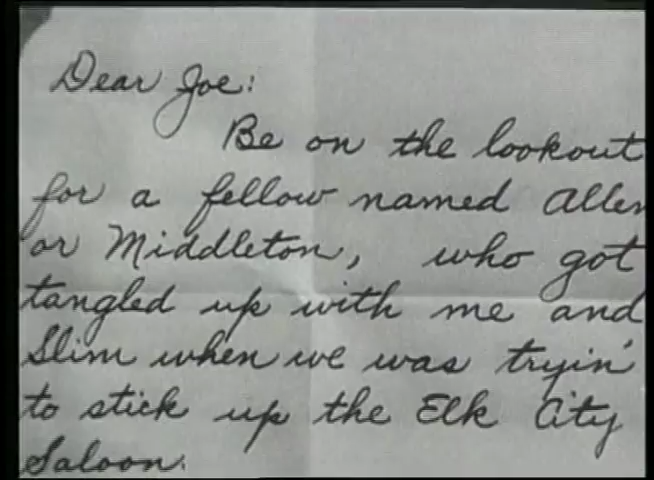 Dear Joe:
Be on the lookout
for a fellow named Allen
or Middleton, who got
tangled up with me and
Slim when we was tryin'
to stick up the Elk City
Saloon.